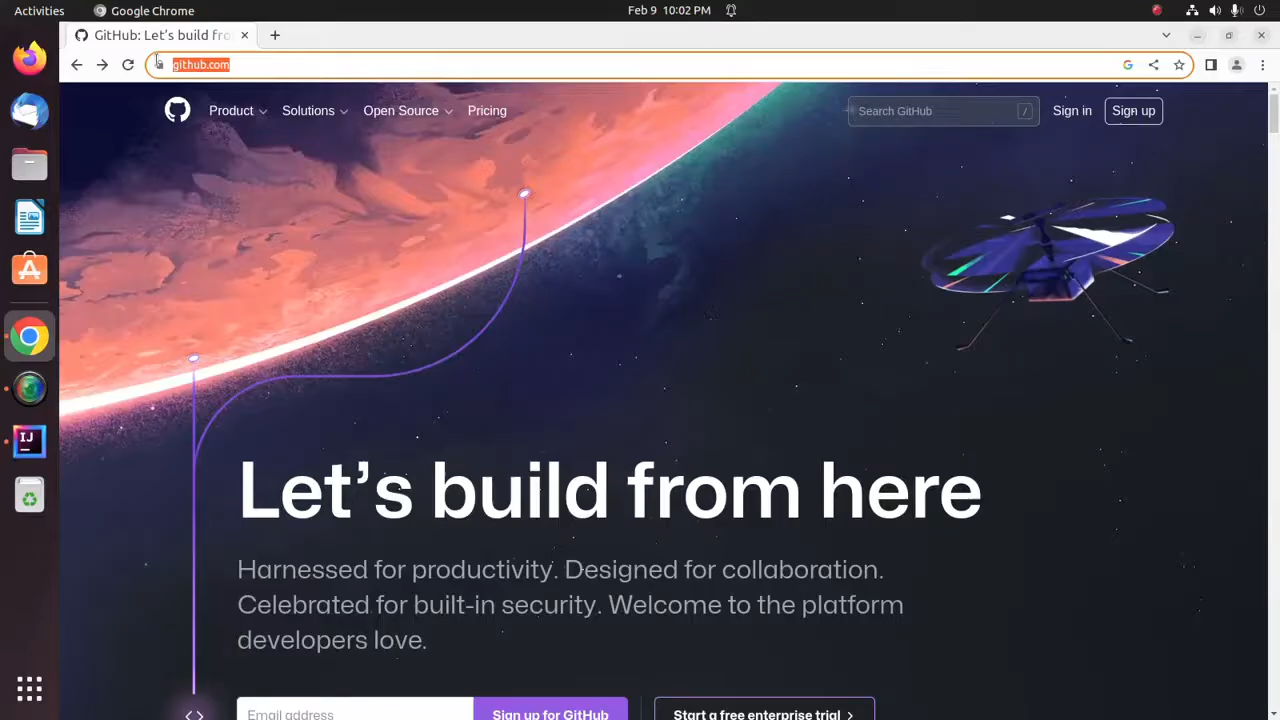 Activities
Google Chrome
Feb 9 10:02 PM
GitHub: Let's build fro
github.com
Product
Solutions
Open Source
Pricing
Search GitHub
/
Sign in
Sign up
IJ
Let's build from here
Harnessed for productivity. Designed for collaboration.
Celebrated for built-in security. Welcome to the platform
developers love.
Email address
Sign up for GitHub
Start a free enterprise trial